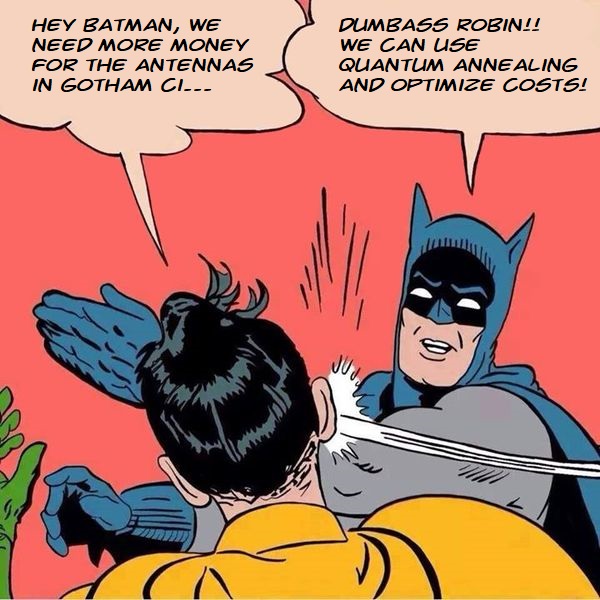 HEY BATMAN, WE
NEED MORE MONEY
FOR THE ANTENNAS
IN GOTHAM CI...
DUMBASS ROBIN!!
WE CAN USE
QUANTUM ANNEALING
AND OPTIMIZE COSTS!